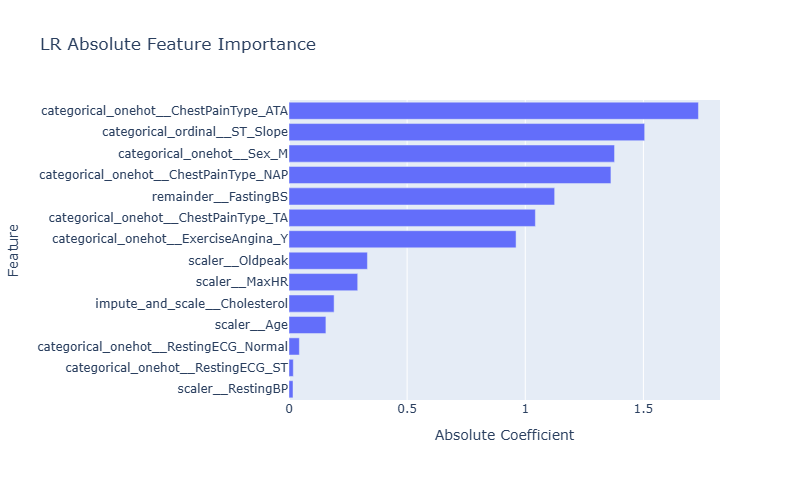 LR Absolute Feature Importance
categorical_onehot__ChestPainType_ATA
categorical_ordinal__ST_Slope
categorical_onehot__Sex_M
categorical_onehot__ChestPainType_NAP
remainder__FastingBS
categorical_onehot__ChestPainType_TA
categorical_onehot__ExerciseAngina_Y
scaler__Oldpeak
scaler__MaxHR
impute_and_scale__Cholesterol
scaler__Age
categorical_onehot__RestingECG_Normal
categorical_onehot__RestingECG_ST
scaler__RestingBP
Feature
0 0.5 1 1.5
Absolute Coefficient